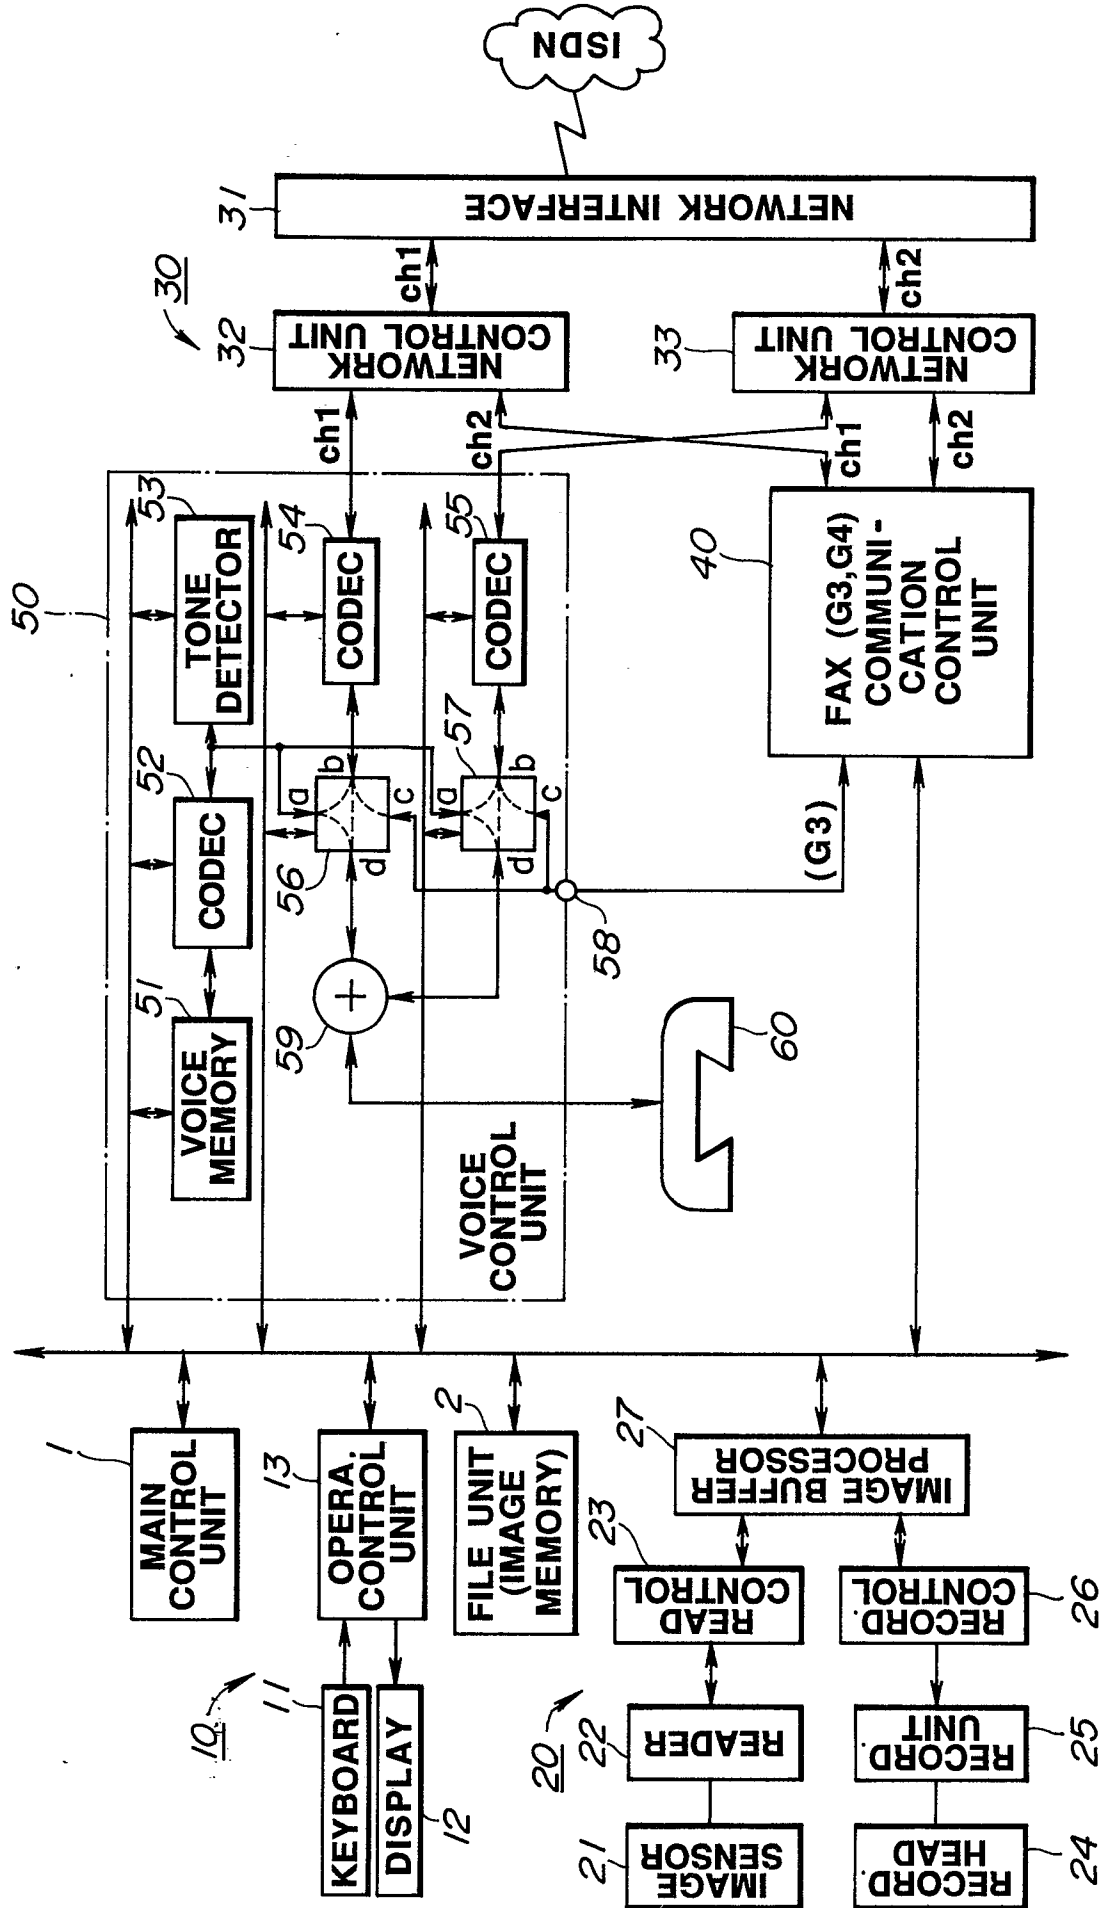 1
MAIN
CONTROL
UNIT
10
11
KEYBOARD
DISPLAY
12
13
OPERA.
CONTROL
UNIT
2
FILE UNIT
(IMAGE
MEMORY)
20
21
IMAGE
SENSOR
22
READER
23
READ
CONTROL
24
RECORD.
HEAD
25
RECORD
UNIT
26
RECORD.
CONTROL
27
IMAGE BUFFER
PROCESSOR
50
VOICE
CONTROL
UNIT
51
VOICE
MEMORY
52
CODEC
53
TONE
DETECTOR
54
CODEC
55
CODEC
56
a
b
c
d
57
a
b
c
d
58
59
+
60
(G3)
40
FAX (G3,G4)
COMMUNI-
CATION
CONTROL
UNIT
ch1
ch2
ch1
ch2
30
32
NETWORK
CONTROL UNIT
33
NETWORK
CONTROL UNIT
ch1
ch2
31
NETWORK INTERFACE
ISDN